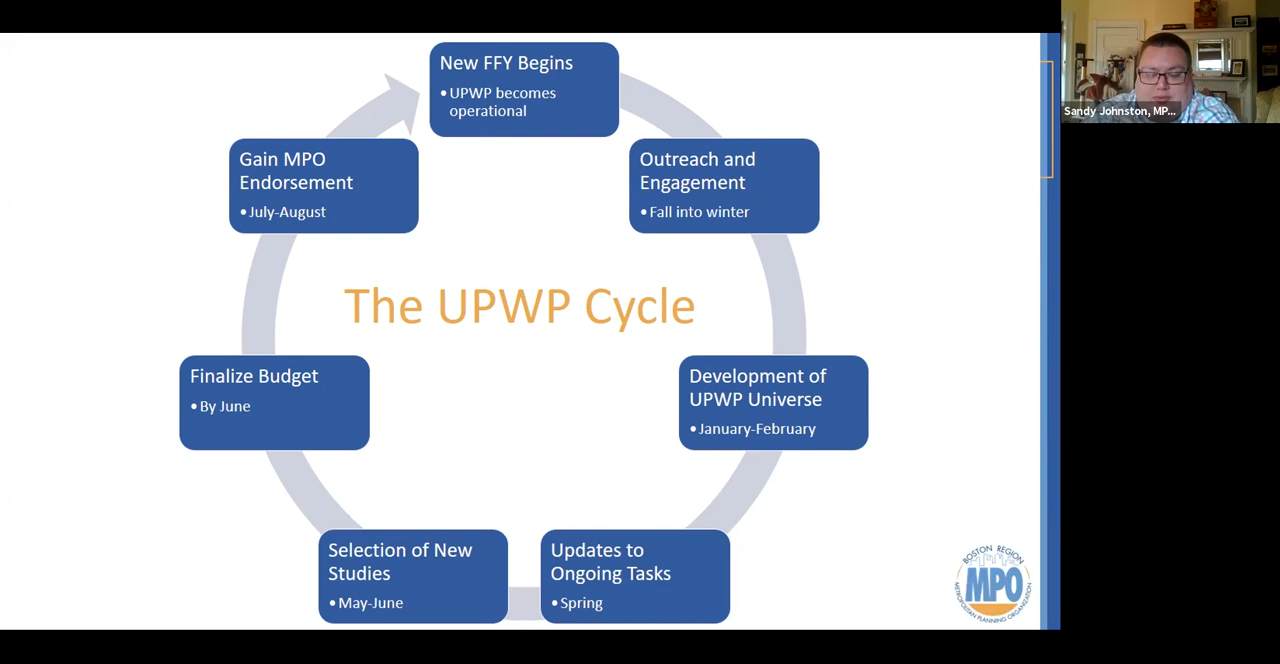 New FFY Begins
• UPWP becomes
operational
Outreach and
Engagement
• Fall into winter
Development of
UPWP Universe
• January-February
Updates to
Ongoing Tasks
• Spring
Selection of New
Studies
• May-June
Finalize Budget
• By June
Gain MPO
Endorsement
• July-August
The UPWP Cycle
Sandy Johnston, MP...
BOSTON REGION
MPO
METROPOLITAN PLANNING ORGANIZATION